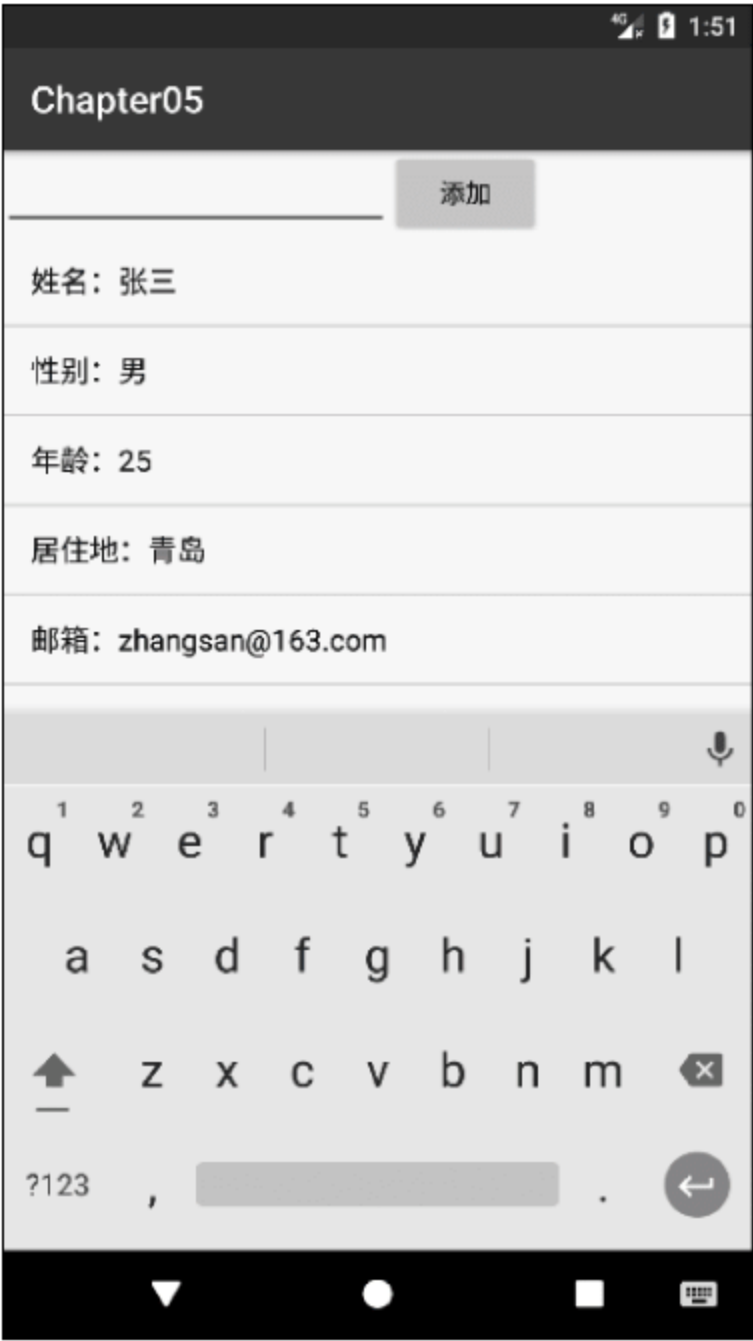 4G 1:51
Chapter05
添加
姓名：张三
性别：男
年龄：25
居住地：青岛
邮箱：zhangsan@163.com
1 2 3 4 5 6 7 8 9 0
q w e r t y u i o p
a s d f g h j k l
z x c v b n m
?123 , .